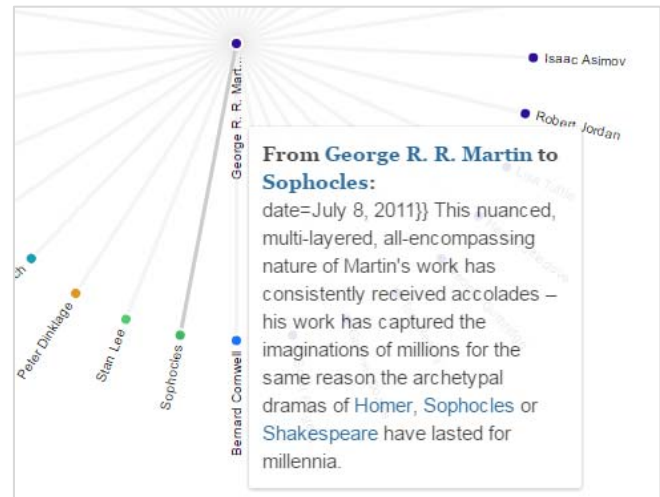 Isaac Asimov
Robert Jordan
George R. R. Mart...
From George R. R. Martin to
Sophocles:
date=July 8, 2011}} This nuanced,
multi-layered, all-encompassing
nature of Martin's work has
consistently received accolades –
his work has captured the
imaginations of millions for the
same reason the archetypal
dramas of Homer, Sophocles or
Shakespeare have lasted for
millennia.
ch
Peter Dinklage
Stan Lee
Sophocles
Bernard Cornwell